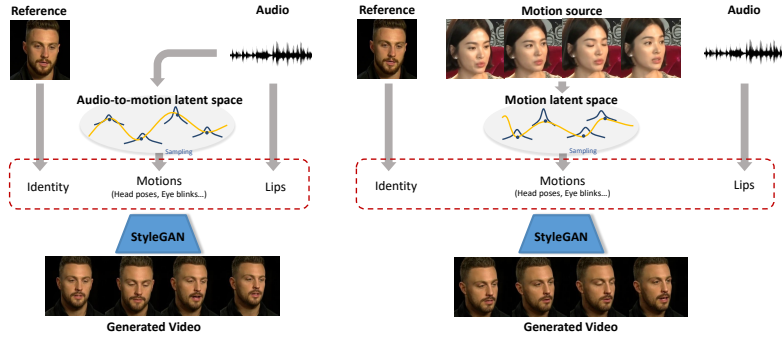 Reference
Audio
Audio-to-motion latent space
Sampling
Identity
Motions
(Head poses, Eye blinks...)
Lips
StyleGAN
Generated Video
Reference
Motion source
Audio
Motion latent space
Sampling
Identity
Motions
(Head poses, Eye blinks...)
Lips
StyleGAN
Generated Video